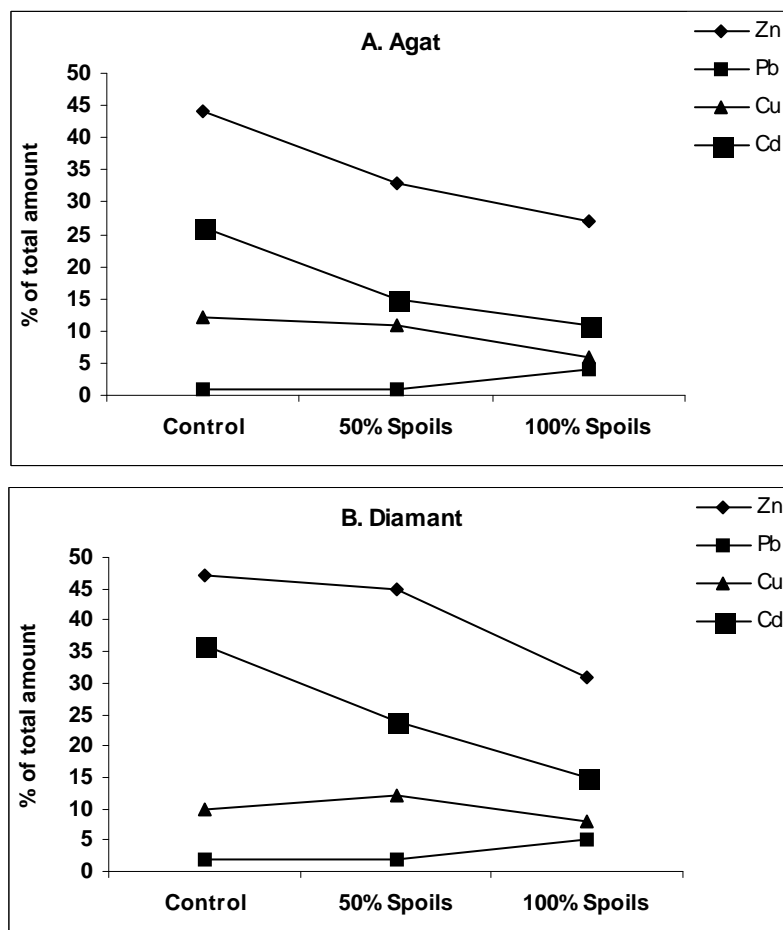 A. Agat
Zn
Pb
Cu
Cd
% of total amount
50
45
40
35
30
25
20
15
10
5
0
Control 50% Spoils 100% Spoils
B. Diamant
Zn
Pb
Cu
Cd
% of total amount
50
45
40
35
30
25
20
15
10
5
0
Control 50% Spoils 100% Spoils